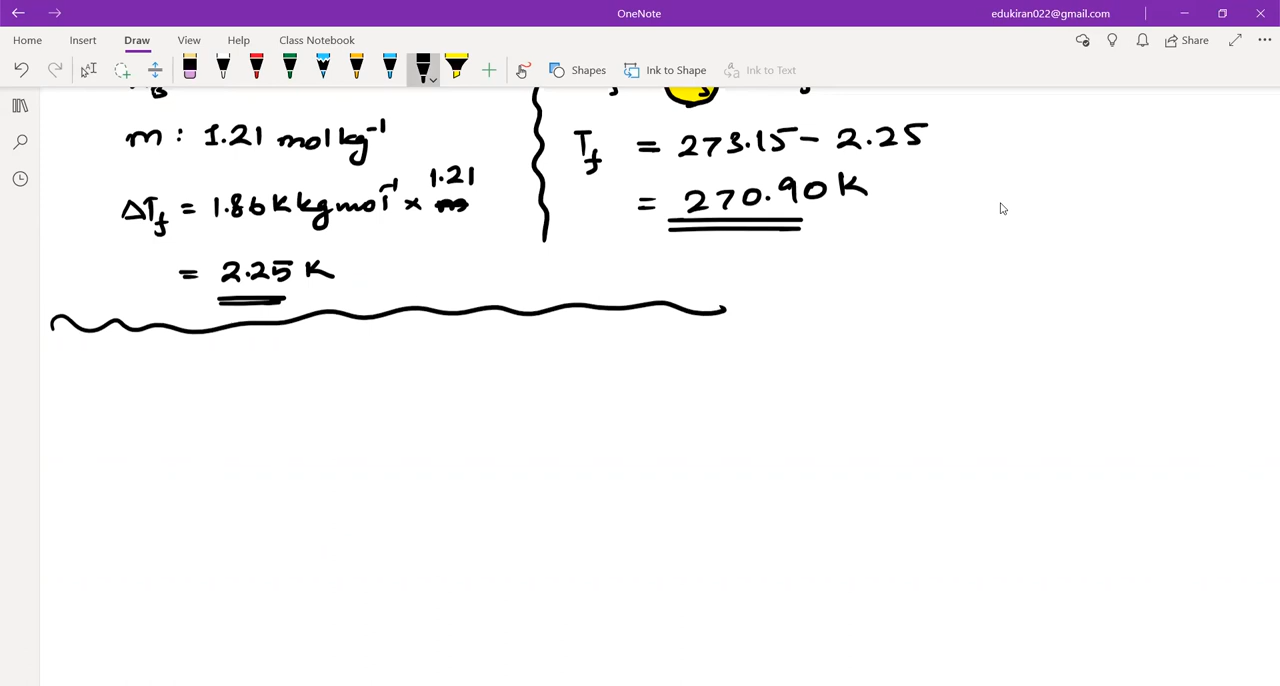 OneNote
edukiran022@gmail.com
Home Insert Draw View Help Class Notebook
Share
Shapes Ink to Shape Ink to Text
m : 1.21 mol kg⁻¹
ΔT_f = 1.86 K kg mol⁻¹ × 1.21
= 2.25 K
T_f = 273.15 − 2.25
= 270.90 K